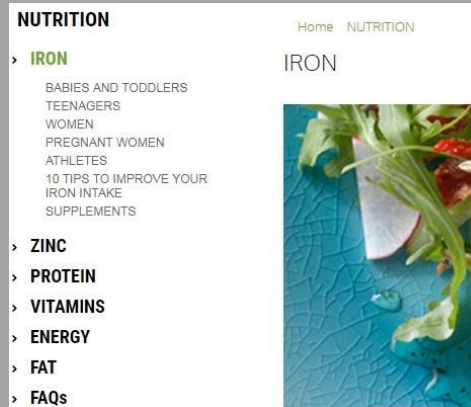 NUTRITION
› IRON
BABIES AND TODDLERS
TEENAGERS
WOMEN
PREGNANT WOMEN
ATHLETES
10 TIPS TO IMPROVE YOUR
IRON INTAKE
SUPPLEMENTS
› ZINC
› PROTEIN
› VITAMINS
› ENERGY
› FAT
› FAQs
Home NUTRITION
IRON